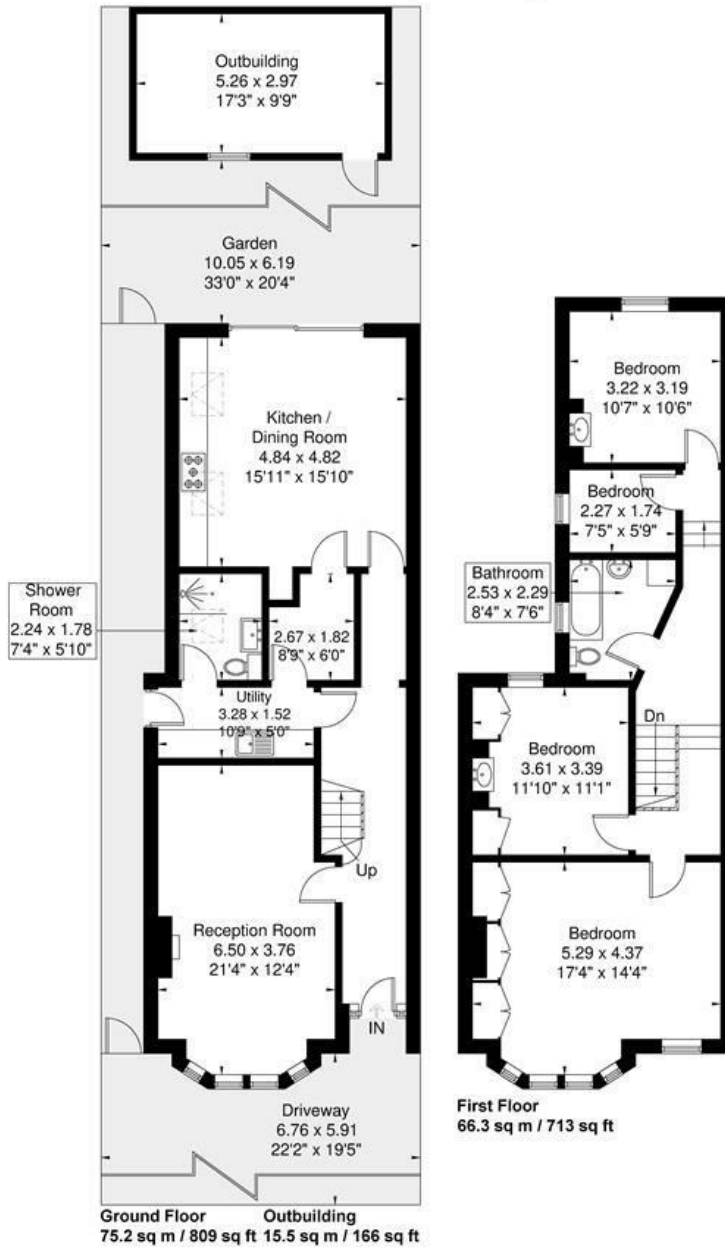 Outbuilding
5.26 x 2.97
17'3" x 9'9"
Garden
10.05 x 6.19
33'0" x 20'4"
Kitchen /
Dining Room
4.84 x 4.82
15'11" x 15'10"
Shower
Room
2.24 x 1.78
7'4" x 5'10"
2.67 x 1.82
8'9" x 6'0"
Utility
3.28 x 1.52
10'9" x 5'0"
Up
Reception Room
6.50 x 3.76
21'4" x 12'4"
IN
Driveway
6.76 x 5.91
22'2" x 19'5"
Ground Floor
75.2 sq m / 809 sq ft
Outbuilding
15.5 sq m / 166 sq ft
Bedroom
3.22 x 3.19
10'7" x 10'6"
Bedroom
2.27 x 1.74
7'5" x 5'9"
Bathroom
2.53 x 2.29
8'4" x 7'6"
Dn
Bedroom
3.61 x 3.39
11'10" x 11'1"
Bedroom
5.29 x 4.37
17'4" x 14'4"
First Floor
66.3 sq m / 713 sq ft